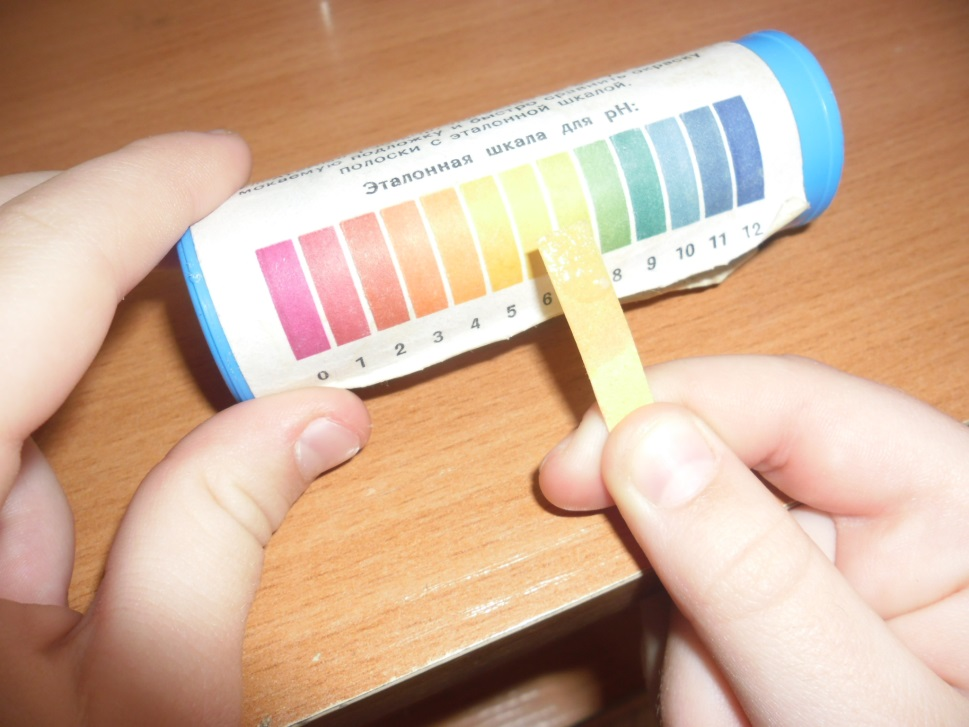 подложку и быстро сравнить окраску
полоски с эталонной шкалой.
Эталонная шкала для pH:
0 1 2 3 4 5 6 8 9 10 11 12